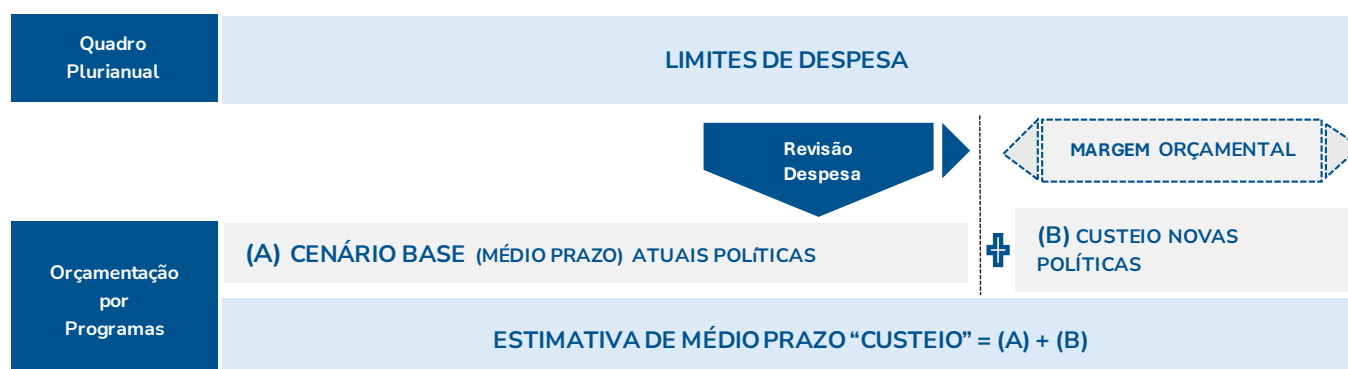 Quadro
Plurianual
LIMITES DE DESPESA
Revisão
Despesa
MARGEM ORÇAMENTAL
Orçamentação
por
Programas
(A) CENÁRIO BASE (MÉDIO PRAZO) ATUAIS POLíTICAS
(B) CUSTEIO NOVAS
POLÍTICAS
ESTIMATIVA DE MÉDIO PRAZO “CUSTEIO” = (A) + (B)